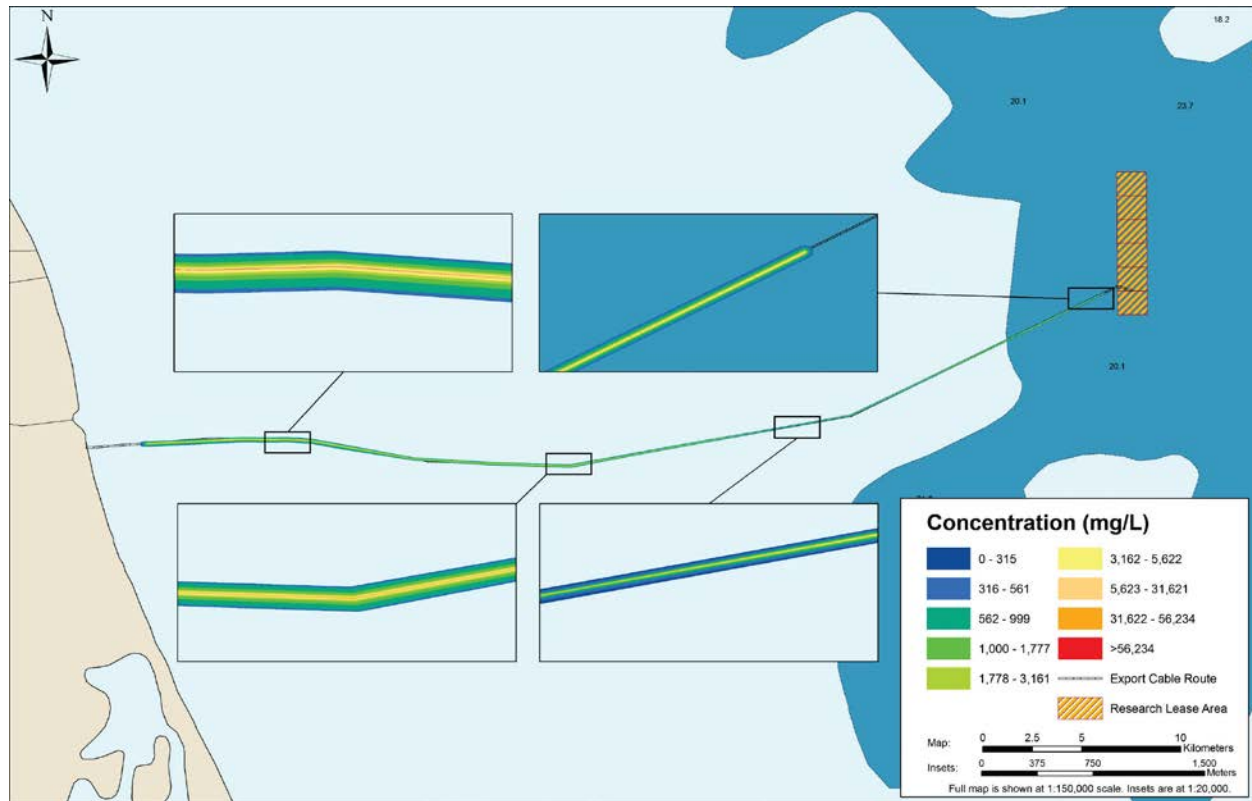 N
18.2
20.1
23.7
20.1
Concentration (mg/L)
0 - 315
316 - 561
562 - 999
1,000 - 1,777
1,778 - 3,161
3,162 - 5,622
5,623 - 31,621
31,622 - 56,234
>56,234
Export Cable Route
Research Lease Area
Map:
0 2.5 5 10
Kilometers
Insets:
0 375 750 1,500
Meters
Full map is shown at 1:150,000 scale. Insets are at 1:20,000.